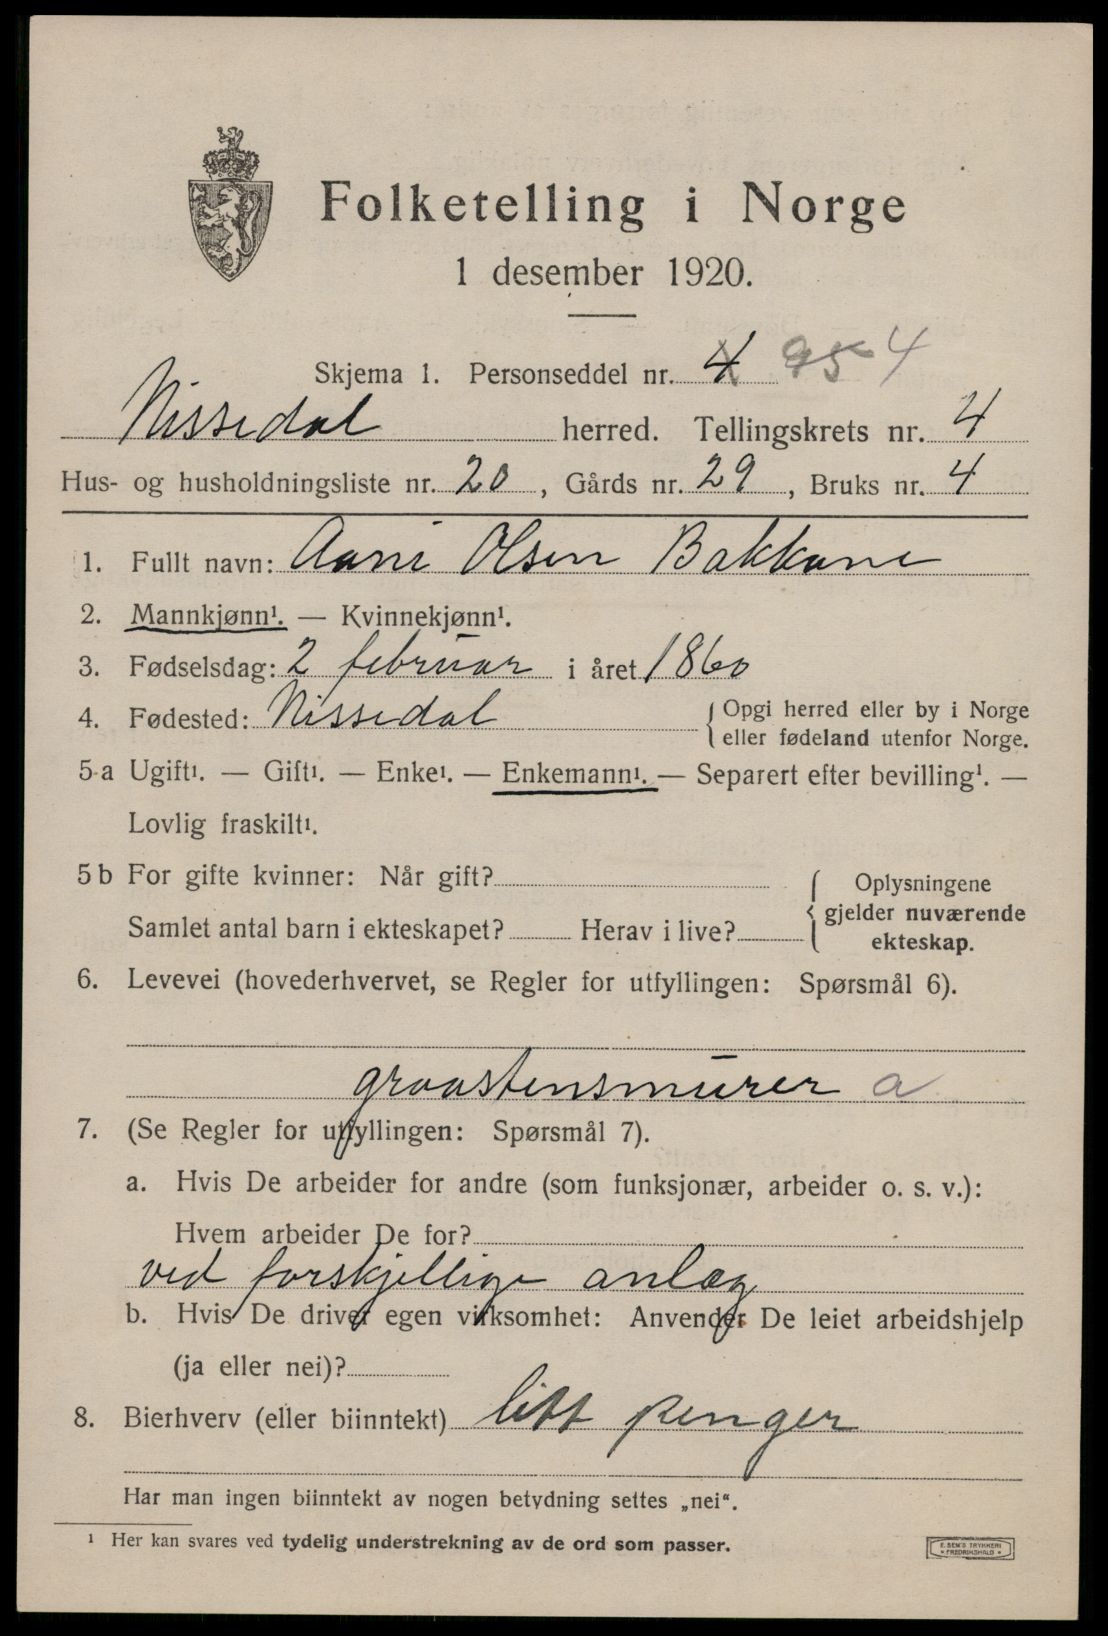 Folketelling i Norge
1 desember 1920.
Skjema 1. Personseddel nr. 4 954
Nissedal herred. Tellingskrets nr. 4
Hus- og husholdningsliste nr. 20, Gårds nr. 29, Bruks nr. 4
1. Fullt navn: Aani Olsen Bakkane
2. Mannkjønn¹. — Kvinnekjønn¹.
3. Fødselsdag: 2 februar i året 1860
4. Fødested: Nissedal {Opgi herred eller by i Norge
eller fødeland utenfor Norge.
5 a Ugift¹. — Gift¹. — Enke¹. — Enkemann¹. — Separert efter bevilling¹. —
Lovlig fraskilt¹.
5 b For gifte kvinner: Når gift? { Oplysningene
gjelder nuværende
Samlet antal barn i ekteskapet? Herav i live?
ekteskap.
6. Levevei (hovederhvervet, se Regler for utfyllingen: Spørsmål 6).
graastensmurer a
7. (Se Regler for utfyllingen: Spørsmål 7).
a. Hvis De arbeider for andre (som funksjonær, arbeider o. s. v.):
Hvem arbeider De for?
ved forskjellige anlæg
b. Hvis De driver egen virksomhet: Anvender De leiet arbeidshjelp
(ja eller nei)?
8. Bierhverv (eller biinntekt) litt penger
Har man ingen biinntekt av nogen betydning settes „nei“.
¹ Her kan svares ved tydelig understrekning av de ord som passer.
E. SEM'S TRYKKERI
• FREDRIKSHALD •